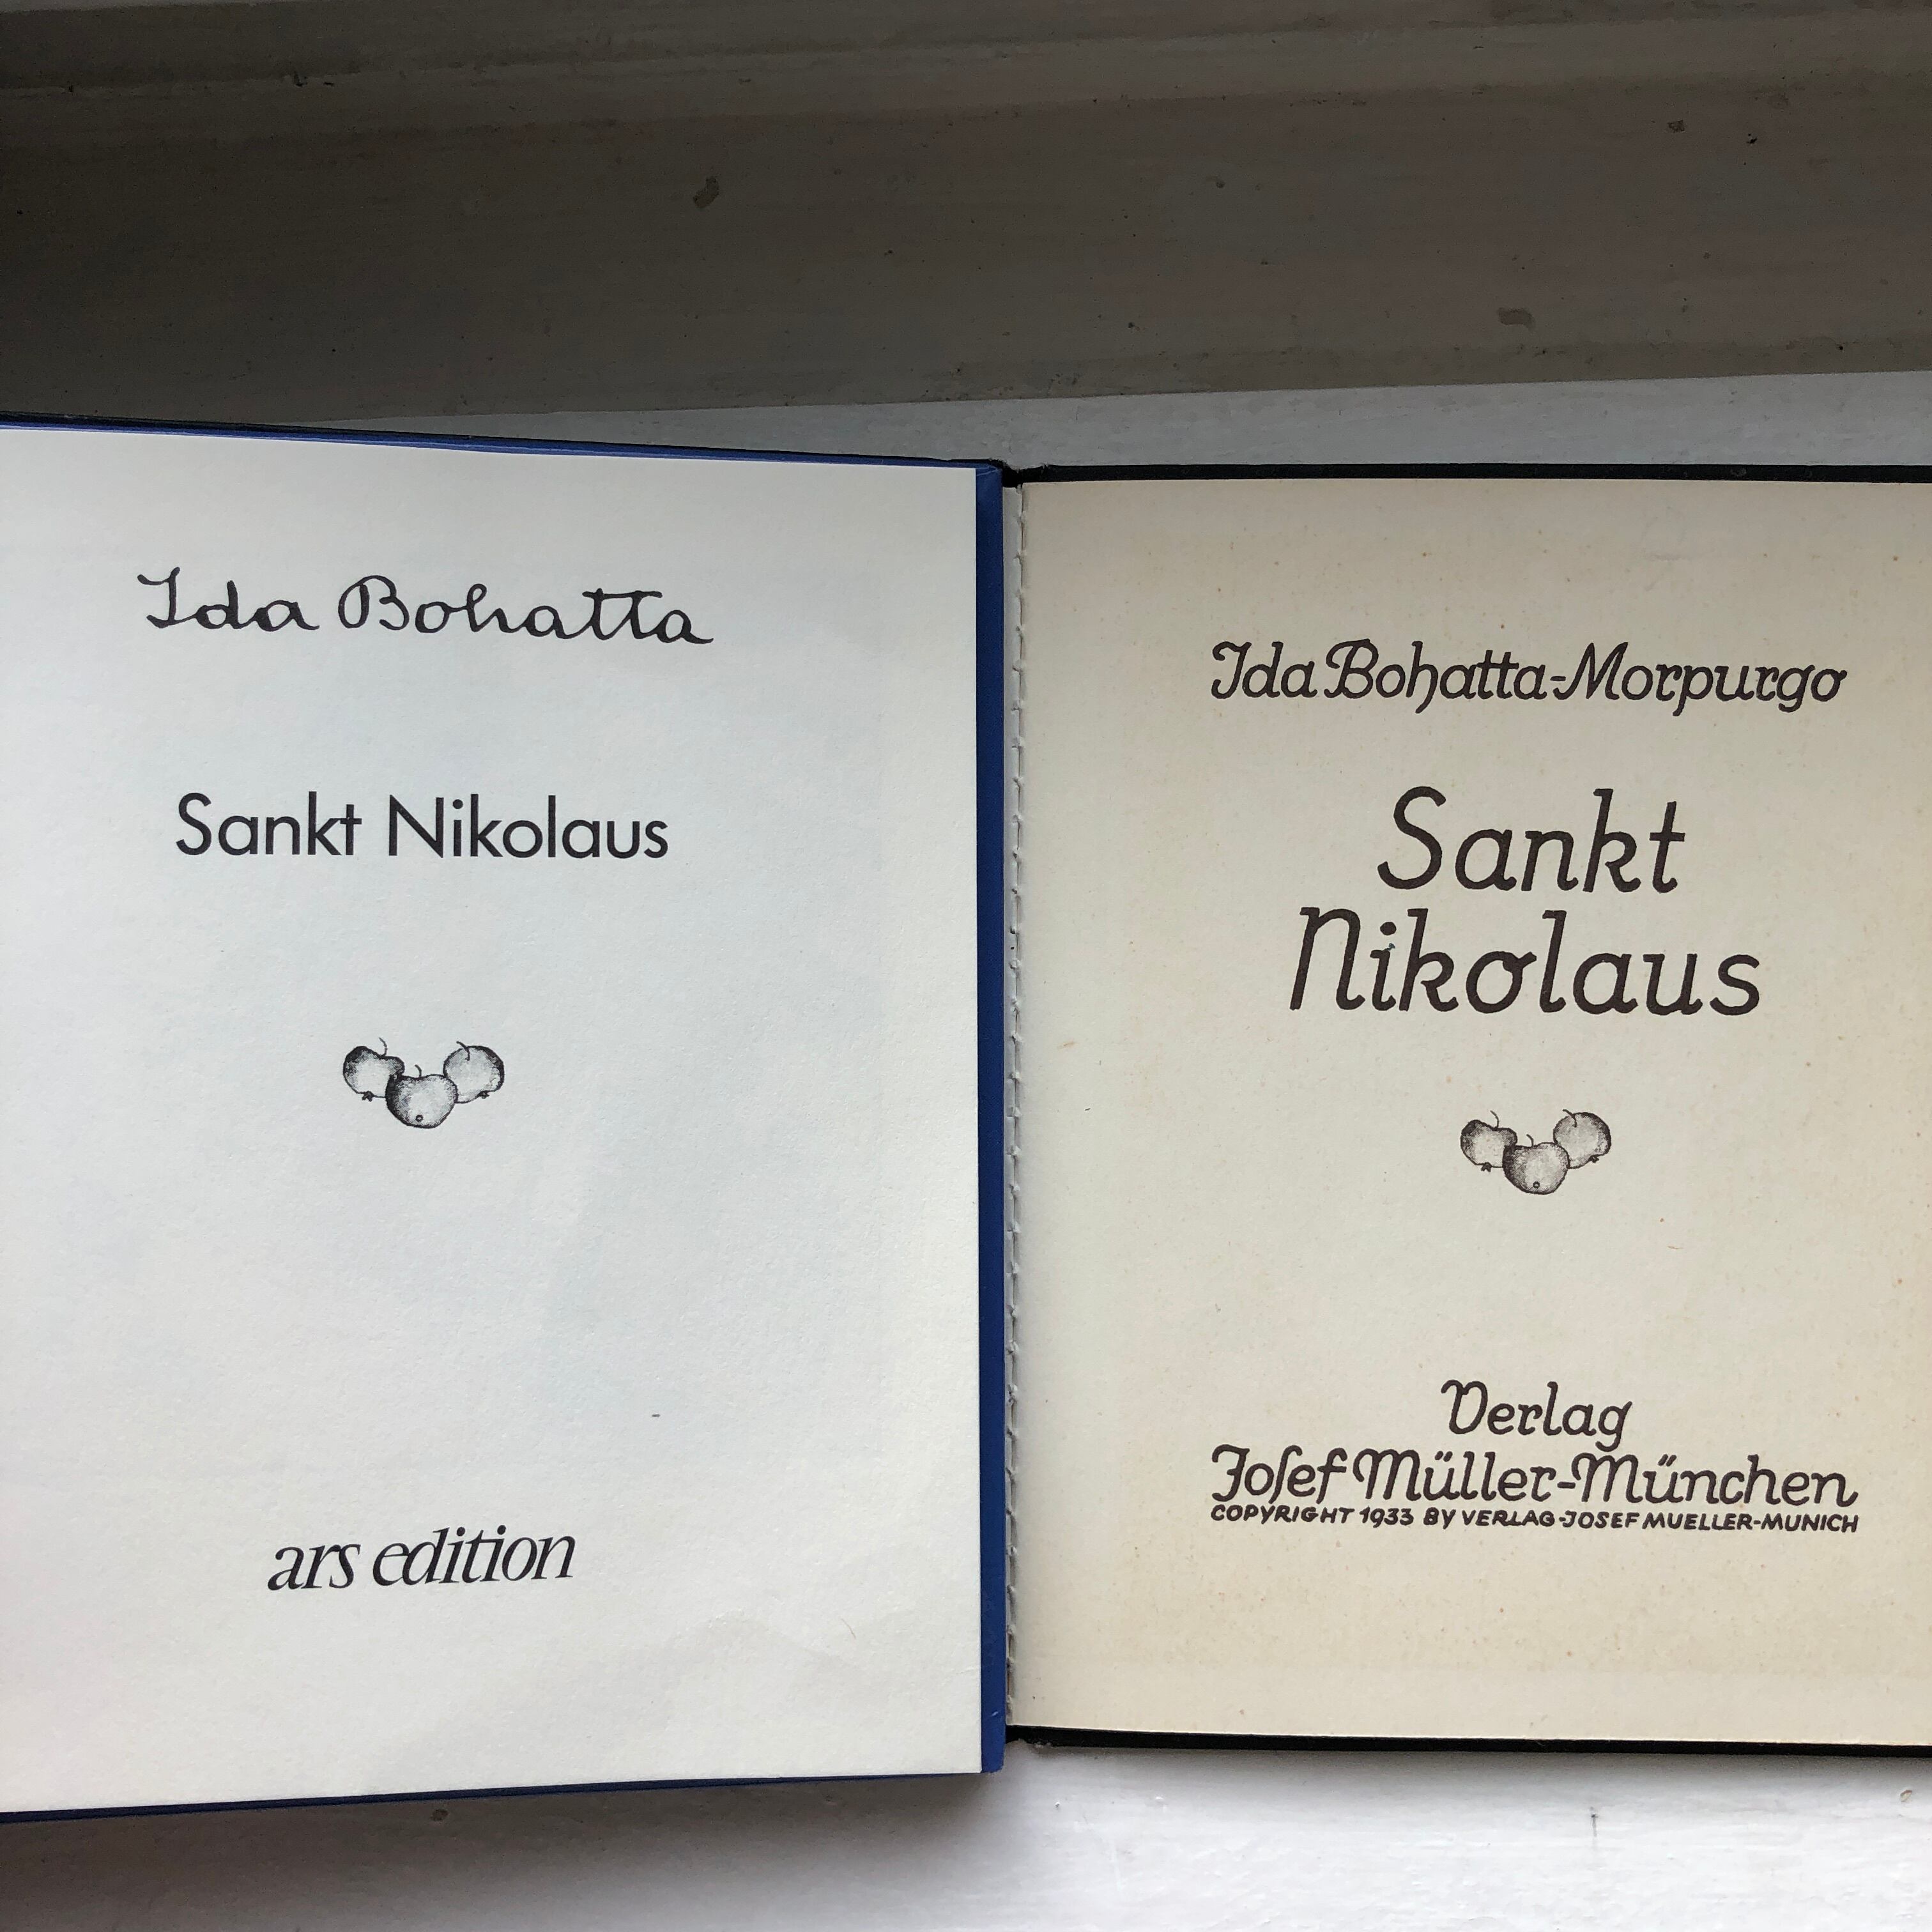 Ida Bohatta
Sankt Nikolaus
ars edition
Ida Bohatta-Morpurgo
Sankt
Nikolaus
Verlag
Joſef Müller-München
COPYRIGHT 1933 BY VERLAG-JOSEF MUELLER-MUNICH